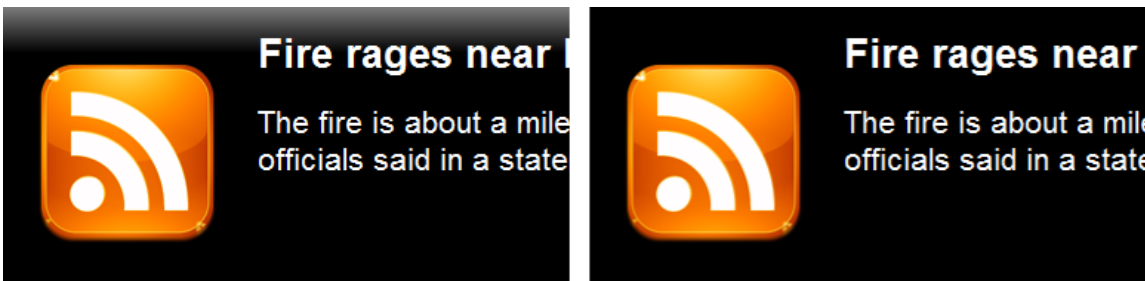 Fire rages near
The fire is about a mile
officials said in a state
Fire rages near
The fire is about a mile
officials said in a state